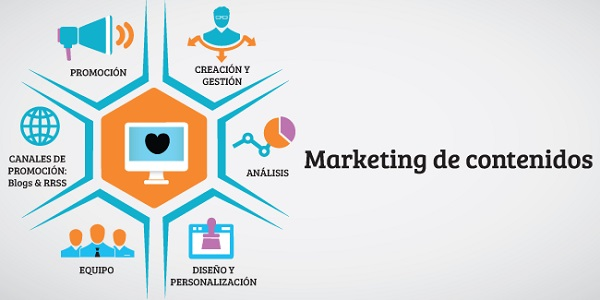 PROMOCIÓN
CREACIÓN Y
GESTIÓN
CANALES DE
PROMOCIÓN:
Blogs & RRSS
ANÁLISIS
Marketing de contenidos
EQUIPO
DISEÑO Y
PERSONALIZACIÓN